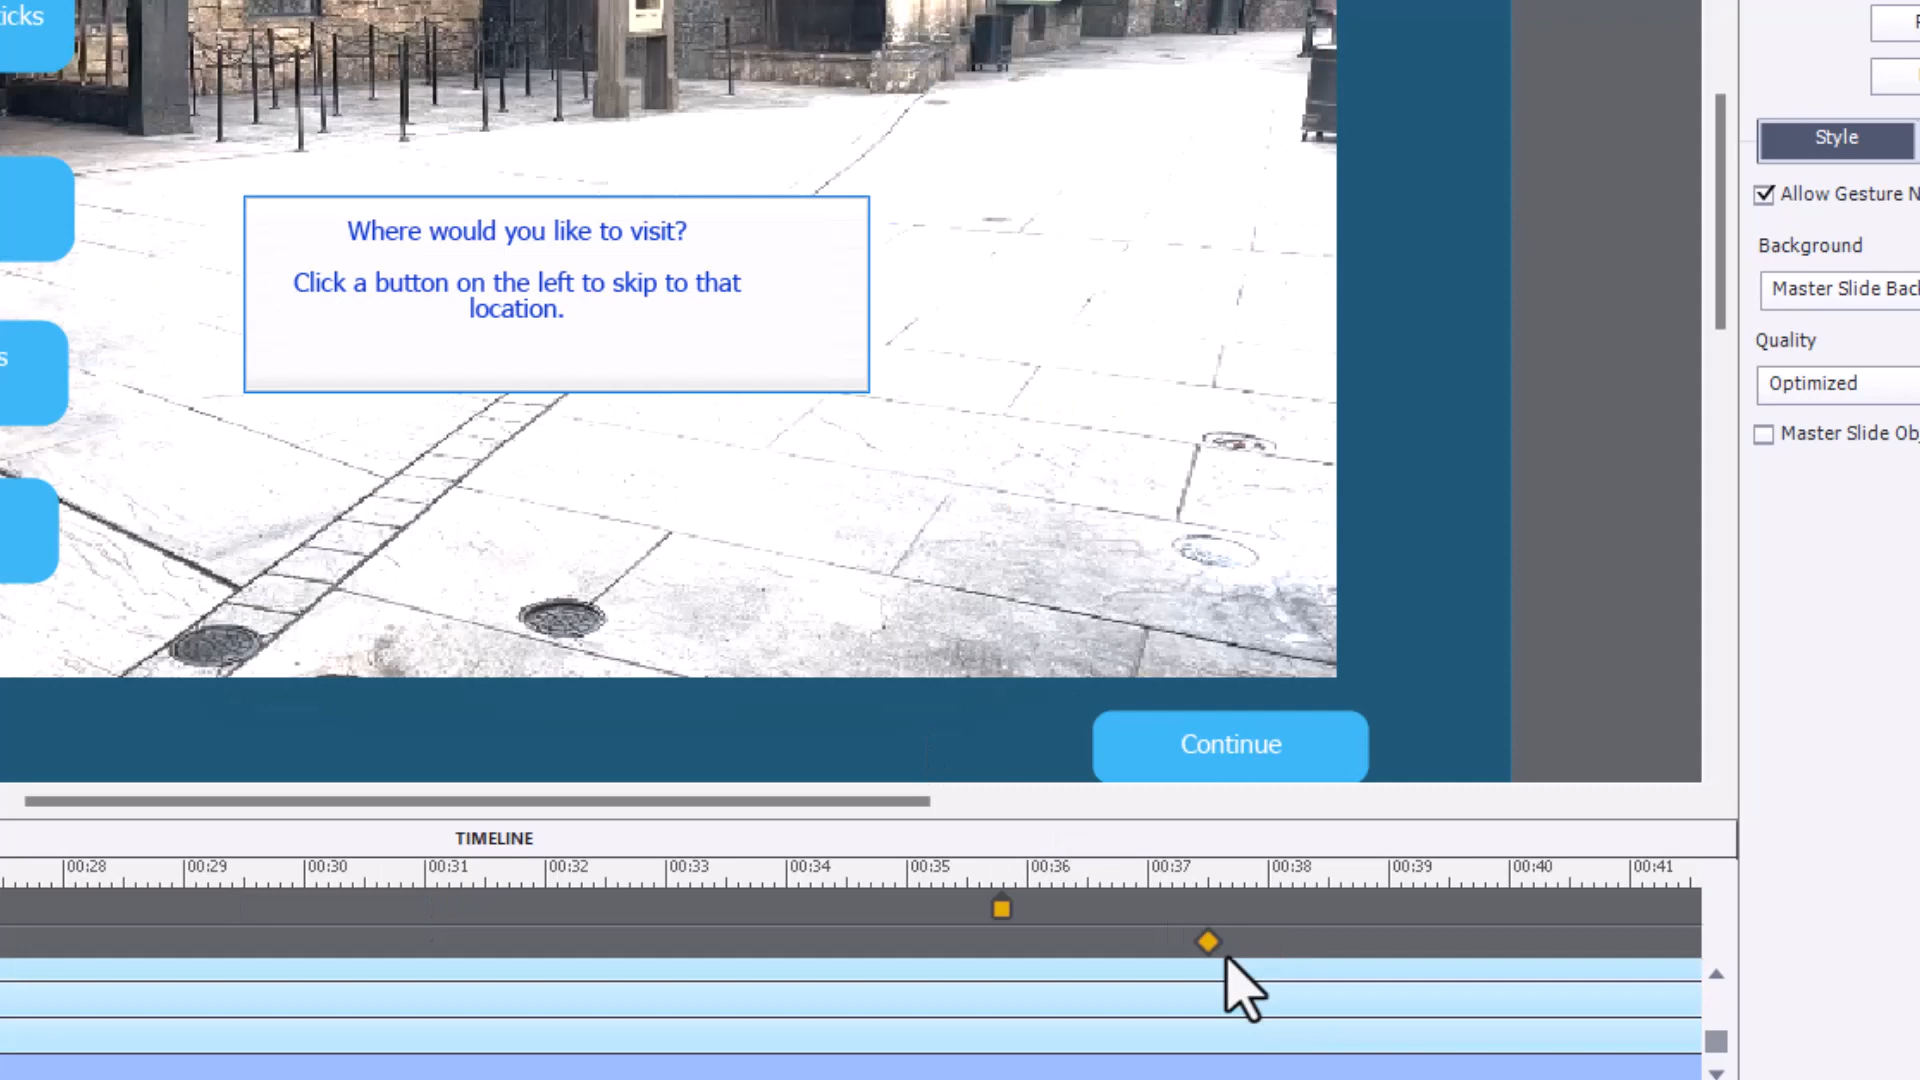 icks
Style
Allow Gesture N
Where would you like to visit?
Click a button on the left to skip to that
location.
Background
Master Slide Back
Quality
s
Optimized
Master Slide Obj
Continue
TIMELINE
00:28 00:29 00:30 00:31 00:32 00:33 00:34 00:35 00:36 00:37 00:38 00:39 00:40 00:41